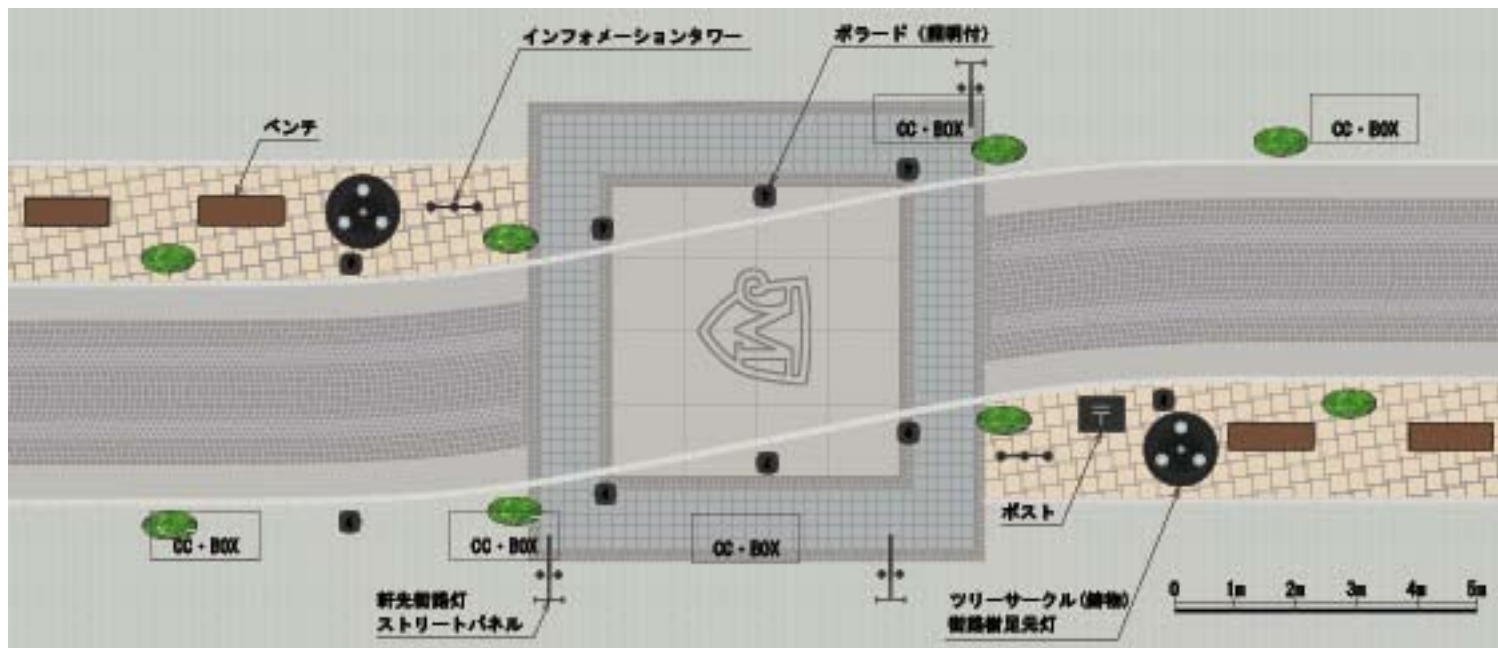 インフォメーションタワー
ボラード（照明付）
ベンチ
CC・BOX
CC・BOX
ポスト
CC・BOX
CC・BOX
CC・BOX
軒先街路灯
ストリートパネル
ツリーサークル(鋳物)
街路樹足元灯
0 1m 2m 3m 4m 5m